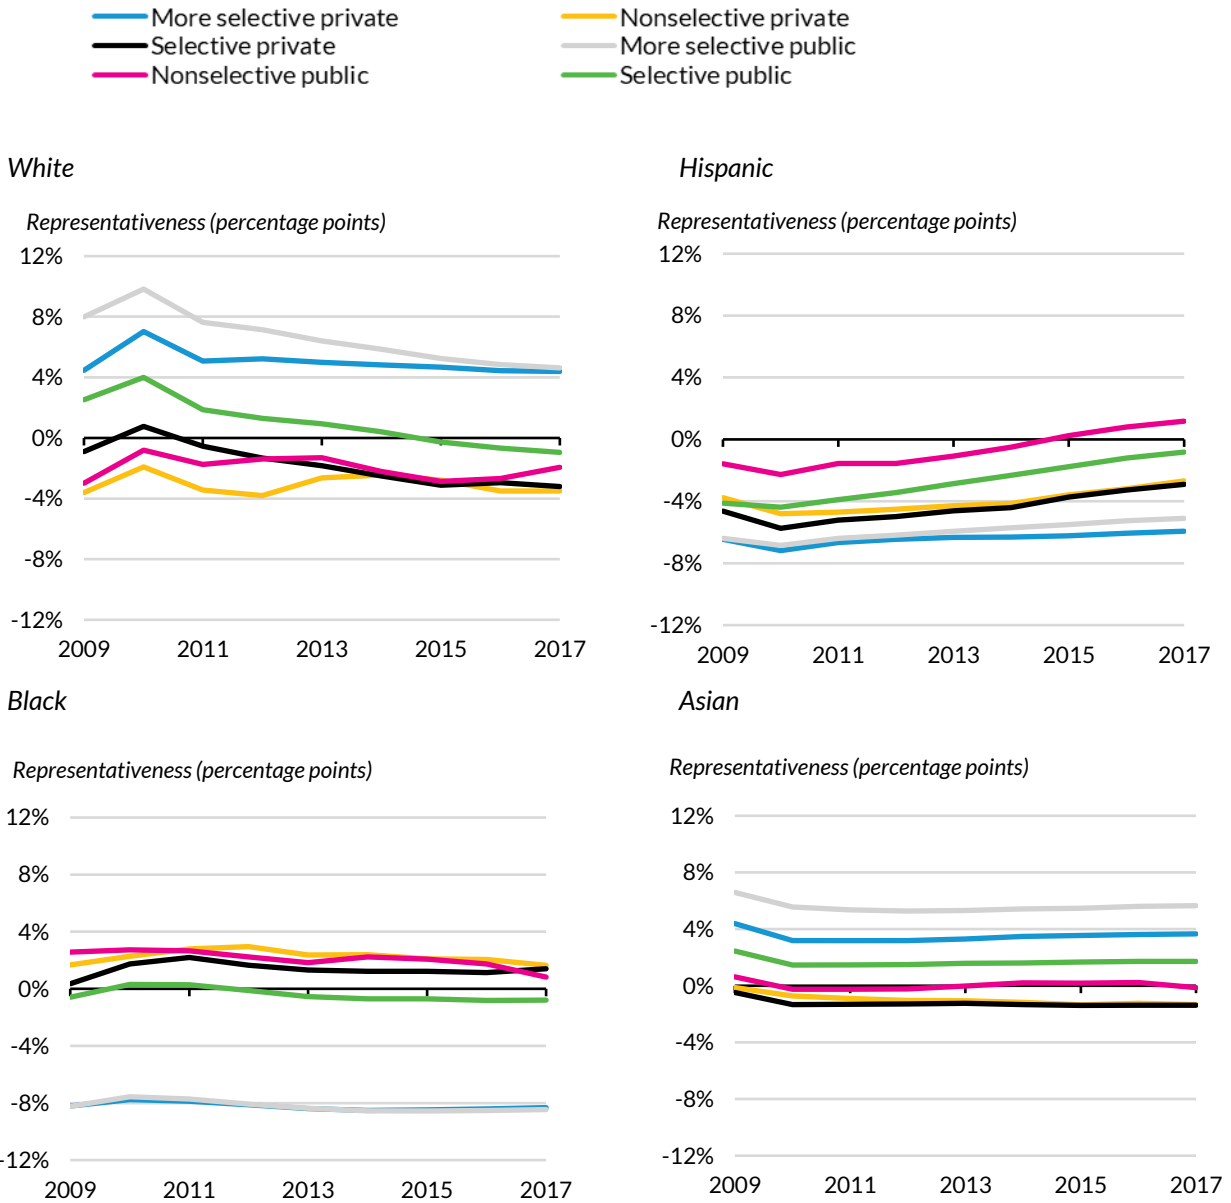 More selective private
Nonselective private
Selective private
More selective public
Nonselective public
Selective public
White
Hispanic
Representativeness (percentage points)
Representativeness (percentage points)
12%
8%
4%
0%
-4%
-8%
-12%
2009 2011 2013 2015 2017
12%
8%
4%
0%
-4%
-8%
-12%
2009 2011 2013 2015 2017
Black
Asian
Representativeness (percentage points)
Representativeness (percentage points)
12%
8%
4%
0%
-4%
-8%
-12%
2009 2011 2013 2015 2017
12%
8%
4%
0%
-4%
-8%
-12%
2009 2011 2013 2015 2017